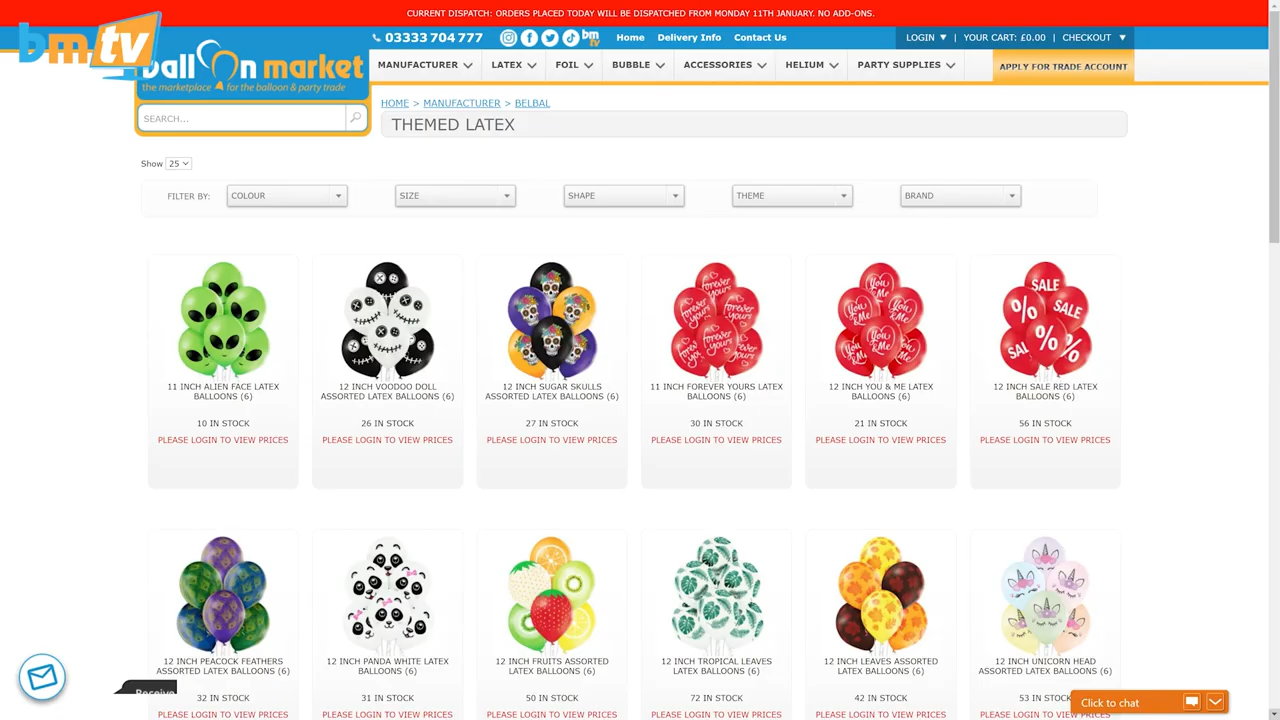 CURRENT DISPATCH: ORDERS PLACED TODAY WILL BE DISPATCHED FROM MONDAY 11TH JANUARY. NO ADD-ONS.
bmtv
03333 704 777
bm
tv
Home Delivery Info Contact Us
LOGIN | YOUR CART: £0.00 | CHECKOUT
ballOn market
the marketplace for the balloon & party trade
MANUFACTURER LATEX FOIL BUBBLE ACCESSORIES HELIUM PARTY SUPPLIES
APPLY FOR TRADE ACCOUNT
SEARCH...
HOME > MANUFACTURER > BELBAL
THEMED LATEX
Show 25
FILTER BY: COLOUR SIZE SHAPE THEME BRAND
forever yours
You & Me
SALE
%
11 INCH ALIEN FACE LATEX
BALLOONS (6)
10 IN STOCK
PLEASE LOGIN TO VIEW PRICES
12 INCH VOODOO DOLL
ASSORTED LATEX BALLOONS (6)
26 IN STOCK
PLEASE LOGIN TO VIEW PRICES
12 INCH SUGAR SKULLS
ASSORTED LATEX BALLOONS (6)
27 IN STOCK
PLEASE LOGIN TO VIEW PRICES
11 INCH FOREVER YOURS LATEX
BALLOONS (6)
30 IN STOCK
PLEASE LOGIN TO VIEW PRICES
12 INCH YOU & ME LATEX
BALLOONS (6)
21 IN STOCK
PLEASE LOGIN TO VIEW PRICES
12 INCH SALE RED LATEX
BALLOONS (6)
56 IN STOCK
PLEASE LOGIN TO VIEW PRICES
12 INCH PEACOCK FEATHERS
ASSORTED LATEX BALLOONS (6)
32 IN STOCK
PLEASE LOGIN TO VIEW PRICES
12 INCH PANDA WHITE LATEX
BALLOONS (6)
31 IN STOCK
PLEASE LOGIN TO VIEW PRICES
12 INCH FRUITS ASSORTED
LATEX BALLOONS (6)
50 IN STOCK
PLEASE LOGIN TO VIEW PRICES
12 INCH TROPICAL LEAVES
LATEX BALLOONS (6)
72 IN STOCK
PLEASE LOGIN TO VIEW PRICES
12 INCH LEAVES ASSORTED
LATEX BALLOONS (6)
42 IN STOCK
PLEASE LOGIN TO VIEW PRICES
12 INCH UNICORN HEAD
ASSORTED LATEX BALLOONS (6)
53 IN STOCK
PLEASE LOGIN TO VIEW PRICES
Receive
Click to chat